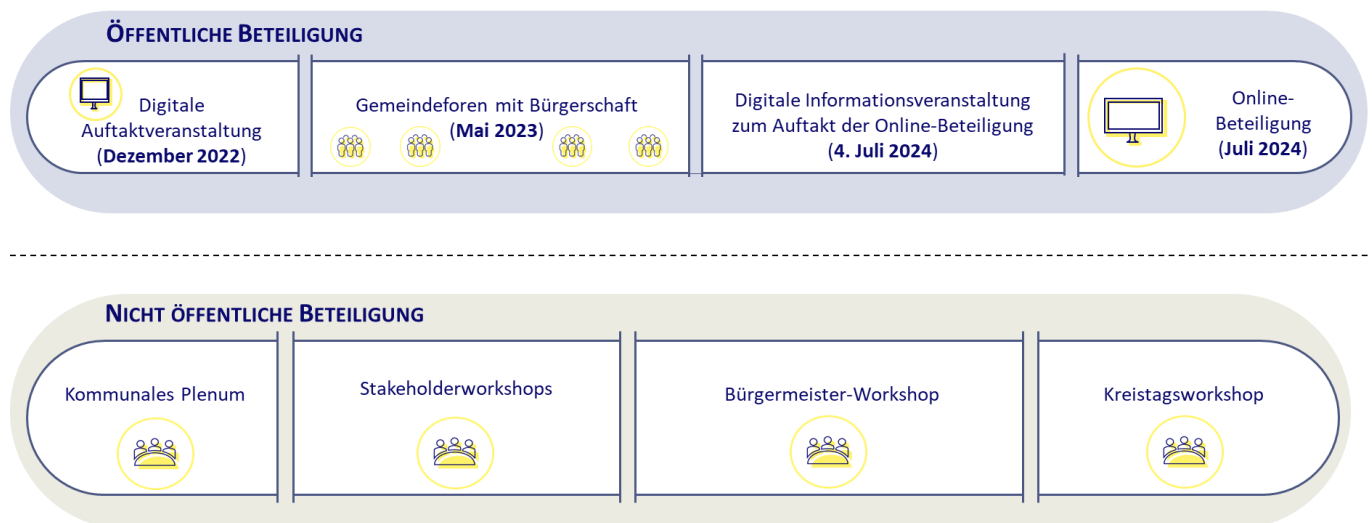 ÖFFENTLICHE BETEILIGUNG
Digitale
Auftaktveranstaltung
(Dezember 2022)
Gemeindeforen mit Bürgerschaft
(Mai 2023)
Digitale Informationsveranstaltung
zum Auftakt der Online-Beteiligung
(4. Juli 2024)
Online-
Beteiligung
(Juli 2024)
NICHT ÖFFENTLICHE BETEILIGUNG
Kommunales Plenum
Stakeholderworkshops
Bürgermeister-Workshop
Kreistagsworkshop